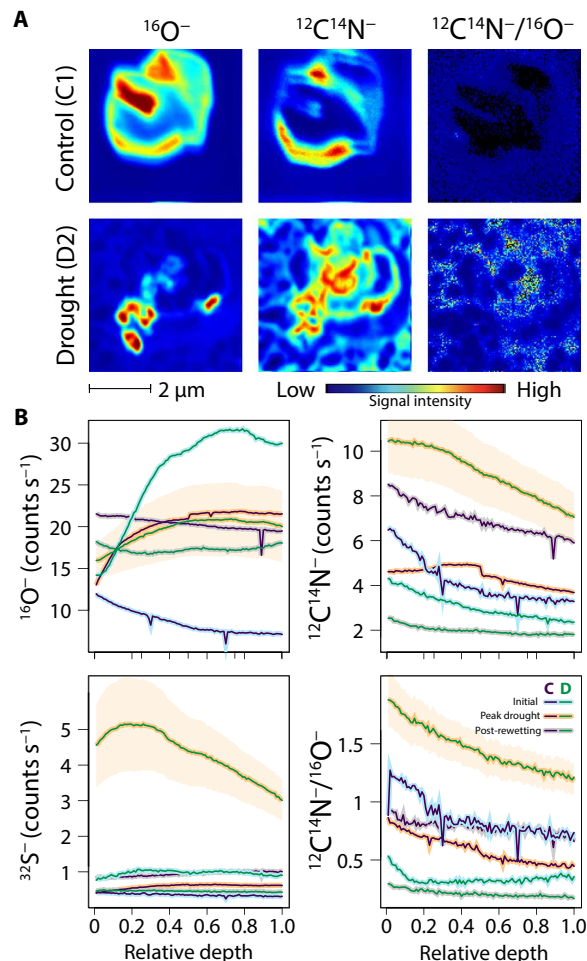 A
¹⁶O⁻ ¹²C¹⁴N⁻ ¹²C¹⁴N⁻/¹⁶O⁻
Control (C1)
Drought (D2)
2 μm Low High
Signal intensity
B
¹⁶O⁻ (counts s⁻¹)
30
20
10
¹²C¹⁴N⁻ (counts s⁻¹)
10
8
6
4
2
³²S⁻ (counts s⁻¹)
5
4
3
2
1
0 0.2 0.4 0.6 0.8 1.0
Relative depth
¹²C¹⁴N⁻/¹⁶O⁻
1.5
1
0.5
C D
Initial
Peak drought
Post-rewetting
0 0.2 0.4 0.6 0.8 1.0
Relative depth